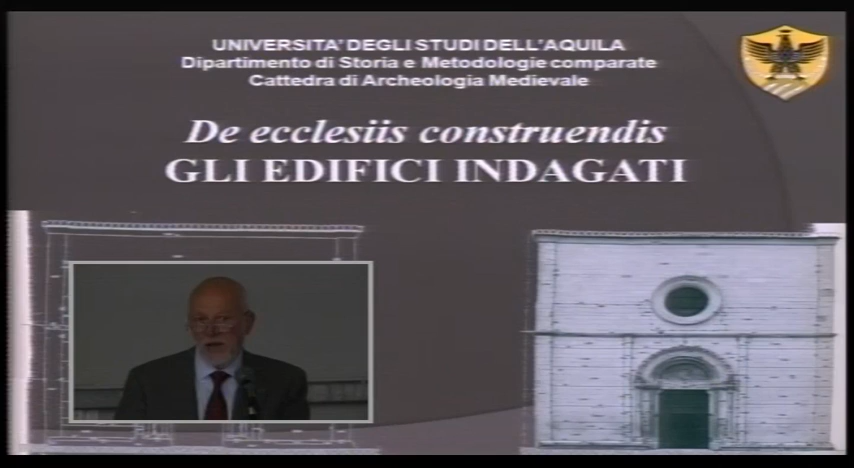 UNIVERSITA' DEGLI STUDI DELL'AQUILA
Dipartimento di Storia e Metodologie comparate
Cattedra di Archeologia Medievale
De ecclesiis construendis
GLI EDIFICI INDAGATI